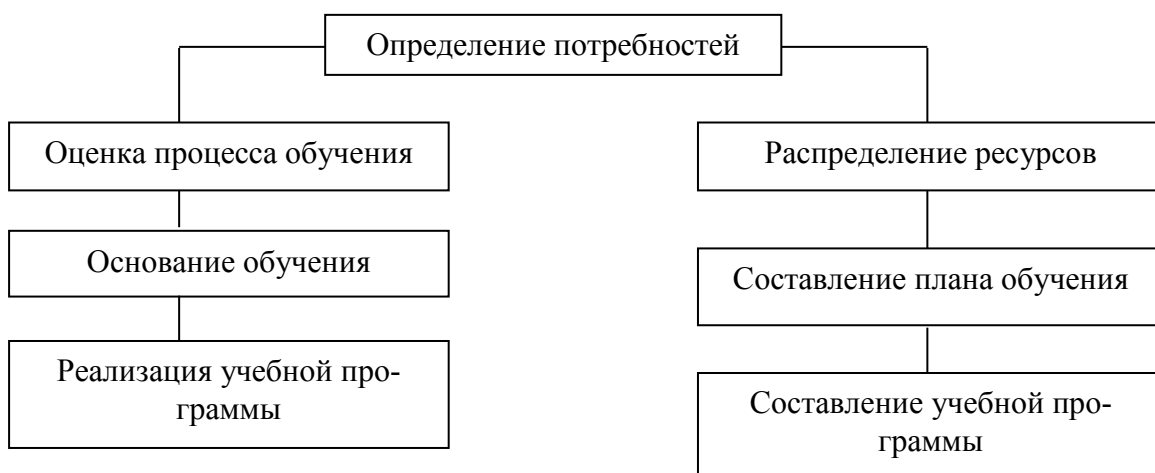 Определение потребностей
Оценка процесса обучения
Основание обучения
Реализация учебной про-
граммы
Распределение ресурсов
Составление плана обучения
Составление учебной про-
граммы